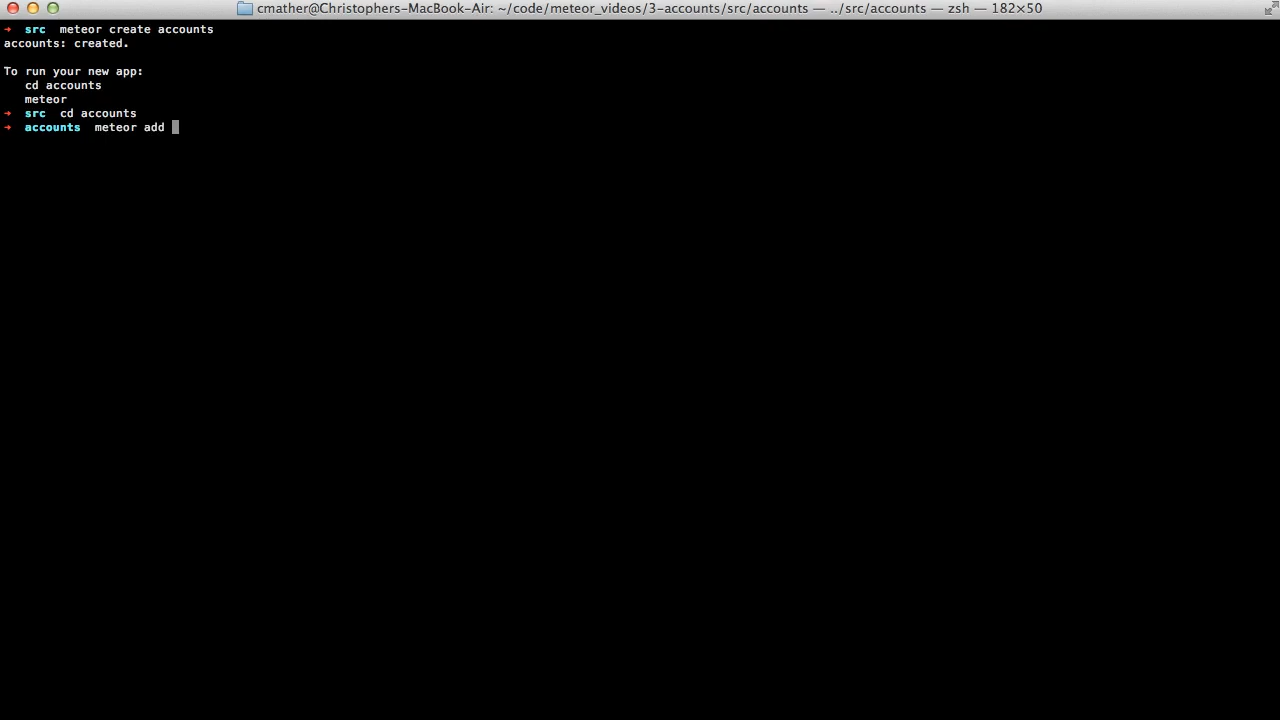 cmather@Christophers-MacBook-Air: ~/code/meteor_videos/3-accounts/src/accounts — ../src/accounts — zsh — 182×50
➜  src  meteor create accounts
accounts: created.
To run your new app:
   cd accounts
   meteor
➜  src  cd accounts
➜  accounts  meteor add